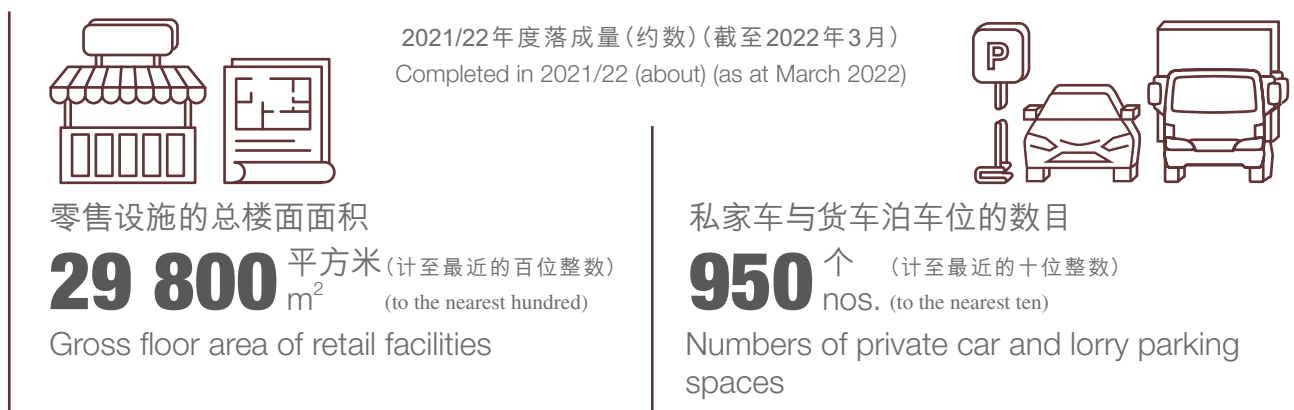 2021/22年度落成量(约数)(截至2022年3月)
Completed in 2021/22 (about) (as at March 2022)
P
零售设施的总楼面面积
29 800 平方米(计至最近的百位整数)
m² (to the nearest hundred)
Gross floor area of retail facilities
私家车与货车泊车位的数目
950 个 (计至最近的十位整数)
nos. (to the nearest ten)
Numbers of private car and lorry parking
spaces